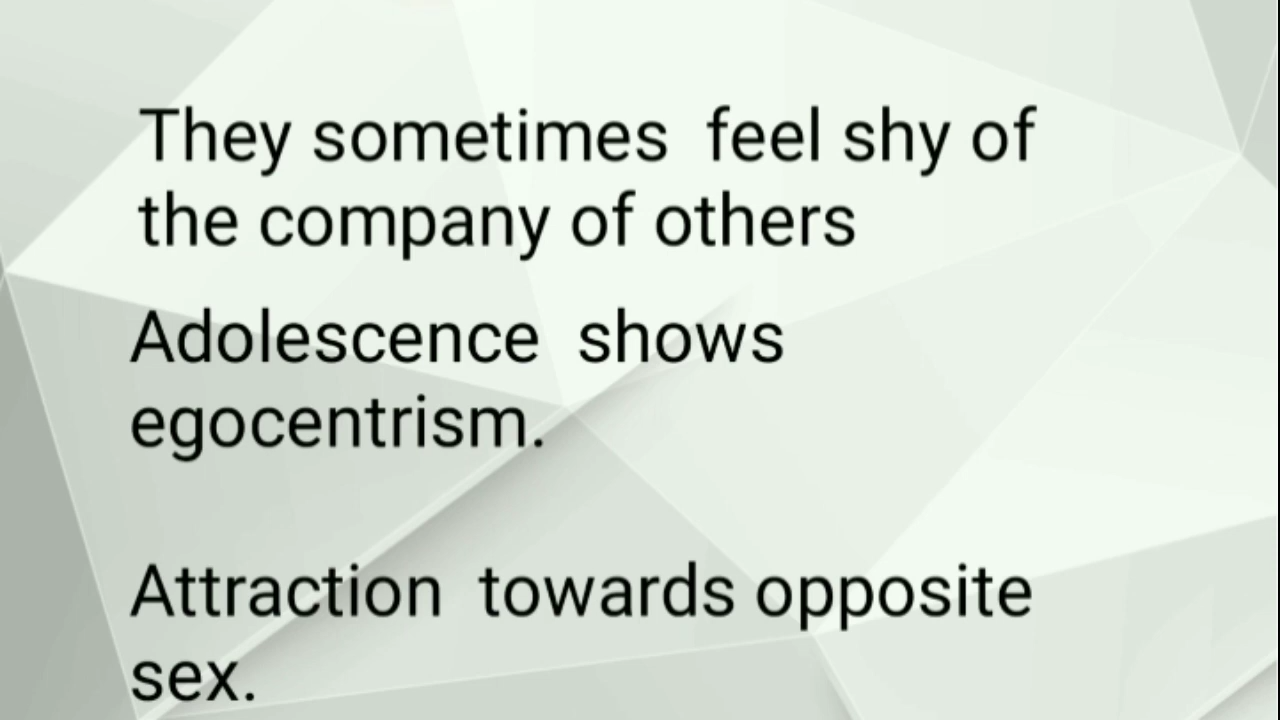 They sometimes  feel shy of
the company of others
Adolescence  shows
egocentrism.
Attraction  towards opposite
sex.